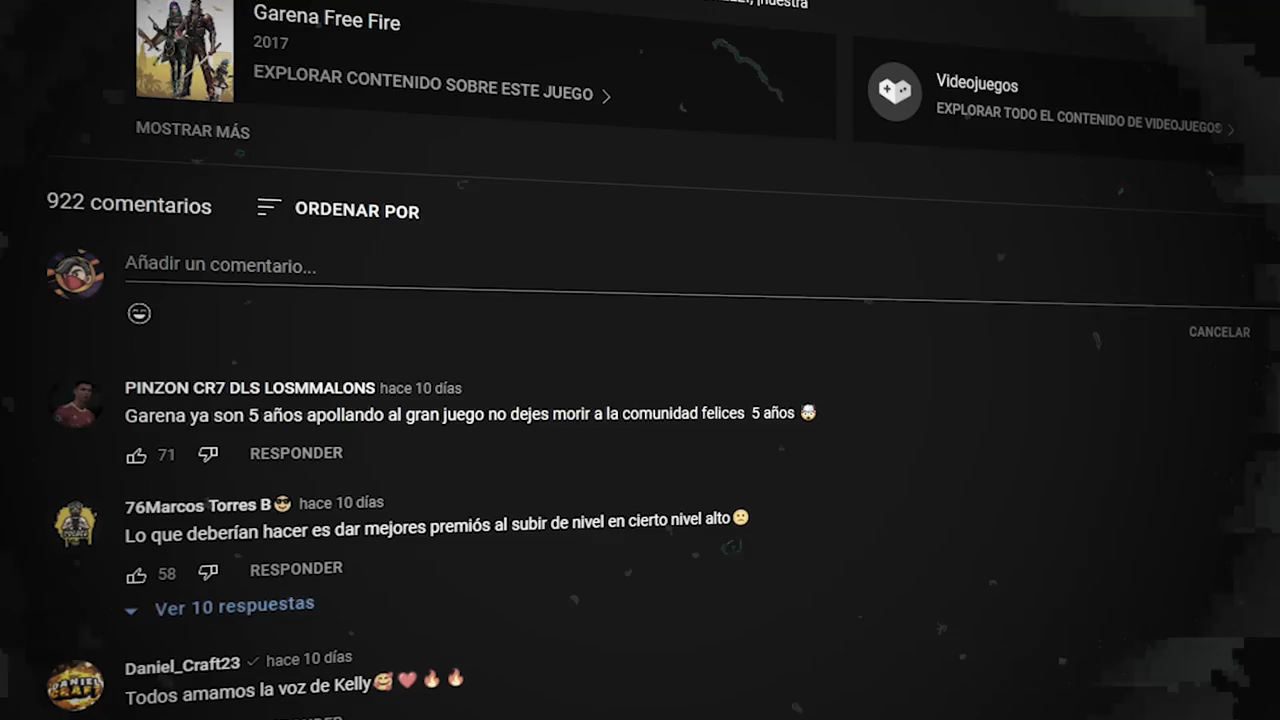 ¡nuestra
Garena Free Fire
2017
EXPLORAR CONTENIDO SOBRE ESTE JUEGO
Videojuegos
EXPLORAR TODO EL CONTENIDO DE VIDEOJUEGOS
MOSTRAR MÁS
922 comentarios
ORDENAR POR
Añadir un comentario...
CANCELAR
PINZON CR7 DLS LOSMMALONS hace 10 días
Garena ya son 5 años apollando al gran juego no dejes morir a la comunidad felices 5 años 🤯
71 RESPONDER
76Marcos Torres B😎 hace 10 días
Lo que deberían hacer es dar mejores premiós al subir de nivel en cierto nivel alto😕
58 RESPONDER
Ver 10 respuestas
Daniel_Craft23 hace 10 días
Todos amamos la voz de Kelly🥰❤️🔥🔥
DANIEL
CRAFT